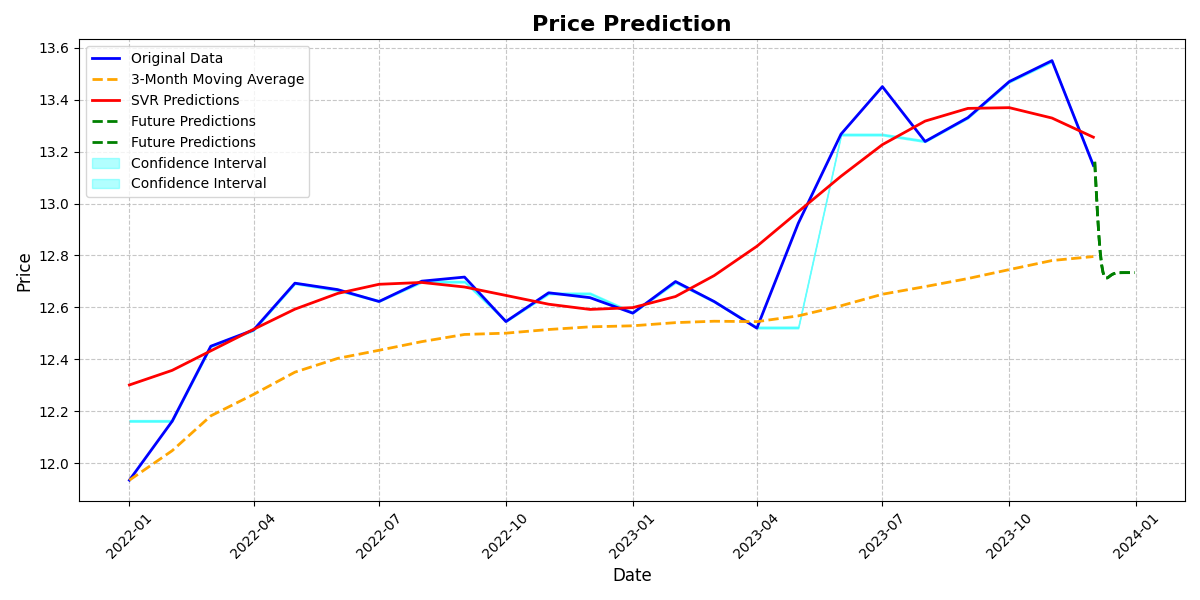 Price Prediction
13.6
13.4
13.2
13.0
12.8
12.6
12.4
12.2
12.0
Price
Original Data
3-Month Moving Average
SVR Predictions
Future Predictions
Future Predictions
Confidence Interval
Confidence Interval
2022-01
2022-04
2022-07
2022-10
2023-01
2023-04
2023-07
2023-10
2024-01
Date